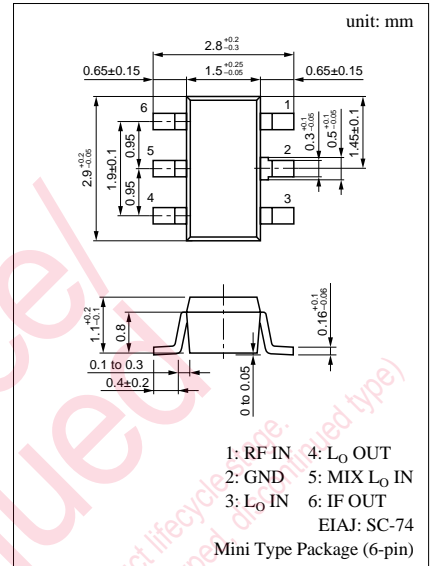 unit: mm
2.8 +0.2 -0.3
0.65±0.15 1.5 +0.25 -0.05 0.65±0.15
6 1
5 2
4 3
2.9 +0.2 -0.05
1.9±0.1
0.95
0.95
0.3 +0.1 -0.05
0.5 +0.1 -0.05
1.45±0.1
1.1 +0.2 -0.1
0.8
0.16 +0.1 -0.06
0.1 to 0.3
0.4±0.2
0 to 0.05
1: RF IN 4: LO OUT
2: GND 5: MIX LO IN
3: LO IN 6: IF OUT
EIAJ: SC-74
Mini Type Package (6-pin)